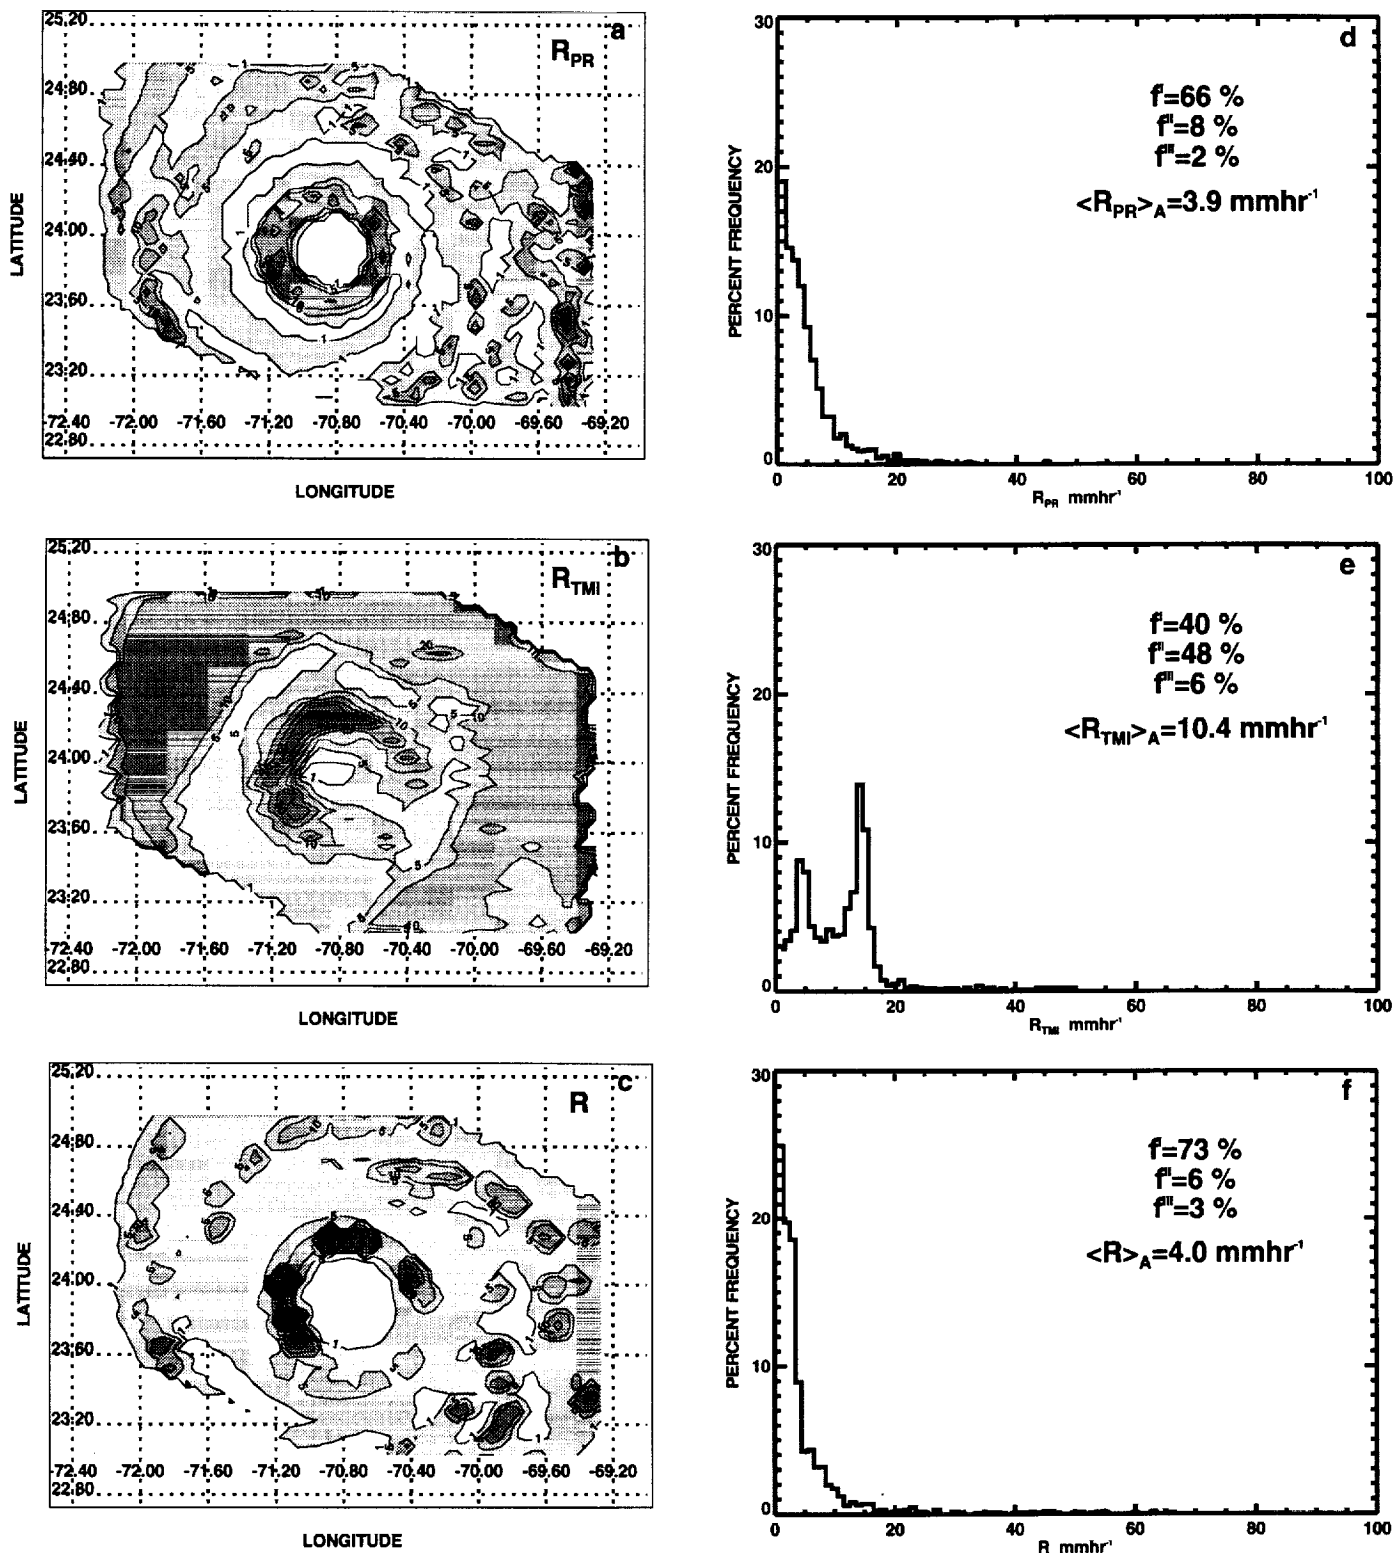 a
R_PR
25.20
24.80
24.40
24.00
23.60
23.20
-72.40 -72.00 -71.60 -71.20 -70.80 -70.40 -70.00 -69.60 -69.20
22.80
LATITUDE
LONGITUDE
d
30
20
10
0
PERCENT FREQUENCY
f'=66 %
f''=8 %
f'''=2 %
<R_PR>_A=3.9 mmhr⁻¹
0 20 40 60 80 100
R_PR mmhr⁻¹
b
R_TMI
25.20
24.80
24.40
24.00
23.60
23.20
-72.40 -72.00 -71.60 -71.20 -70.80 -70.40 -70.00 -69.60 -69.20
22.80
LATITUDE
LONGITUDE
e
30
20
10
0
PERCENT FREQUENCY
f'=40 %
f''=48 %
f'''=6 %
<R_TMI>_A=10.4 mmhr⁻¹
0 20 40 60 80 100
R_TMI mmhr⁻¹
c
R
25.20
24.80
24.40
24.00
23.60
23.20
-72.40 -72.00 -71.60 -71.20 -70.80 -70.40 -70.00 -69.60 -69.20
22.80
LATITUDE
LONGITUDE
f
30
20
10
0
PERCENT FREQUENCY
f=73 %
f'=6 %
f'''=3 %
<R>_A=4.0 mmhr⁻¹
0 20 40 60 80 100
R mmhr⁻¹